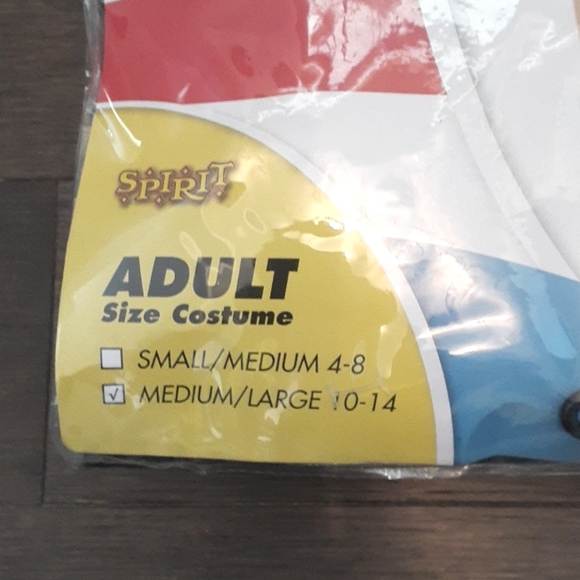 SPIRIT
ADULT
Size Costume
SMALL/MEDIUM 4-8
MEDIUM/LARGE 10-14